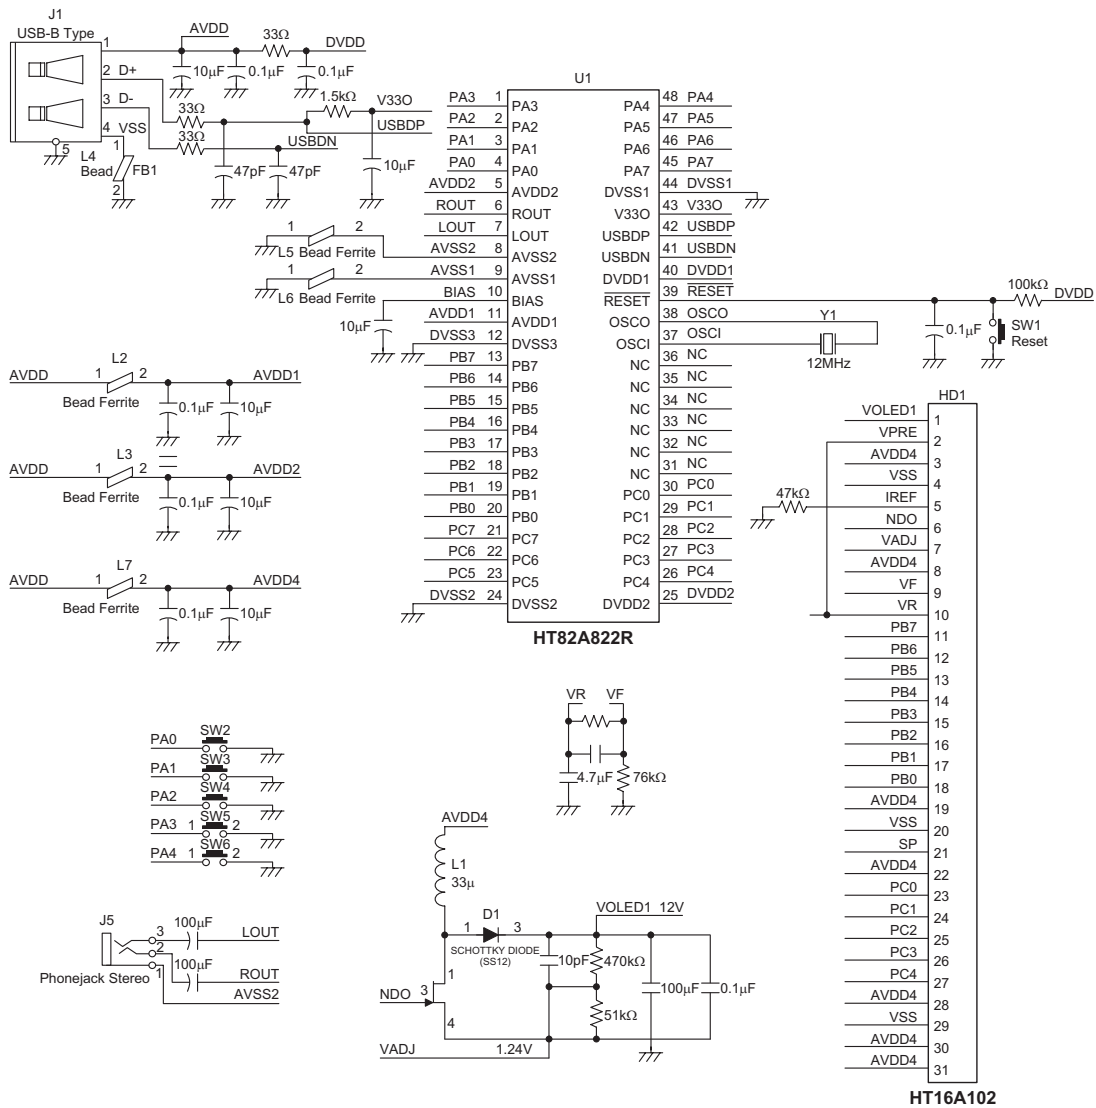 J1
USB-B Type
1
2 D+
3 D-
4 VSS
5
L4
Bead
1
2
FB1
AVDD
33Ω
DVDD
10μF
0.1μF
0.1μF
33Ω
33Ω
1.5kΩ
V33O
USBDP
USBDN
47pF
47pF
10μF
1 2
L5 Bead Ferrite
1 2
L6 Bead Ferrite
10μF
U1
PA3 1 PA3
PA2 2 PA2
PA1 3 PA1
PA0 4 PA0
AVDD2 5 AVDD2
ROUT 6 ROUT
LOUT 7 LOUT
AVSS2 8 AVSS2
AVSS1 9 AVSS1
BIAS 10 BIAS
AVDD1 11 AVDD1
DVSS3 12 DVSS3
PB7 13 PB7
PB6 14 PB6
PB5 15 PB5
PB4 16 PB4
PB3 17 PB3
PB2 18 PB2
PB1 19 PB1
PB0 20 PB0
PC7 21 PC7
PC6 22 PC6
PC5 23 PC5
DVSS2 24 DVSS2
PA4 48 PA4
PA5 47 PA5
PA6 46 PA6
PA7 45 PA7
DVSS1 44 DVSS1
V33O 43 V33O
USBDP 42 USBDP
USBDN 41 USBDN
DVDD1 40 DVDD1
RESET 39 RESET
OSCO 38 OSCO
OSCI 37 OSCI
NC 36 NC
NC 35 NC
NC 34 NC
NC 33 NC
NC 32 NC
NC 31 NC
PC0 30 PC0
PC1 29 PC1
PC2 28 PC2
PC3 27 PC3
PC4 26 PC4
DVDD2 25 DVDD2
HT82A822R
Y1
12MHz
0.1μF
100kΩ
DVDD
SW1
Reset
AVDD 1 L2 2 AVDD1
Bead Ferrite
0.1μF
10μF
AVDD 1 L3 2 AVDD2
Bead Ferrite
0.1μF
10μF
AVDD 1 L7 2 AVDD4
Bead Ferrite
0.1μF
10μF
HD1
VOLED1 1
VPRE 2
AVDD4 3
VSS 4
47kΩ
IREF 5
NDO 6
VADJ 7
AVDD4 8
VF 9
VR 10
PB7 11
PB6 12
PB5 13
PB4 14
PB3 15
PB2 16
PB1 17
PB0 18
AVDD4 19
VSS 20
SP 21
AVDD4 22
PC0 23
PC1 24
PC2 25
PC3 26
PC4 27
AVDD4 28
VSS 29
AVDD4 30
AVDD4 31
HT16A102
VR VF
4.7μF
76kΩ
PA0 SW2
PA1 SW3
PA2 SW4
PA3 1 SW5 2
PA4 1 SW6 2
J5
Phonejack Stereo
3
2
1
100μF
LOUT
100μF
ROUT
AVSS2
AVDD4
L1
33μ
D1
1 3
SCHOTTKY DIODE
(SS12)
VOLED1 12V
10pF
470kΩ
51kΩ
100μF
0.1μF
NDO 3
1
4
VADJ
1.24V